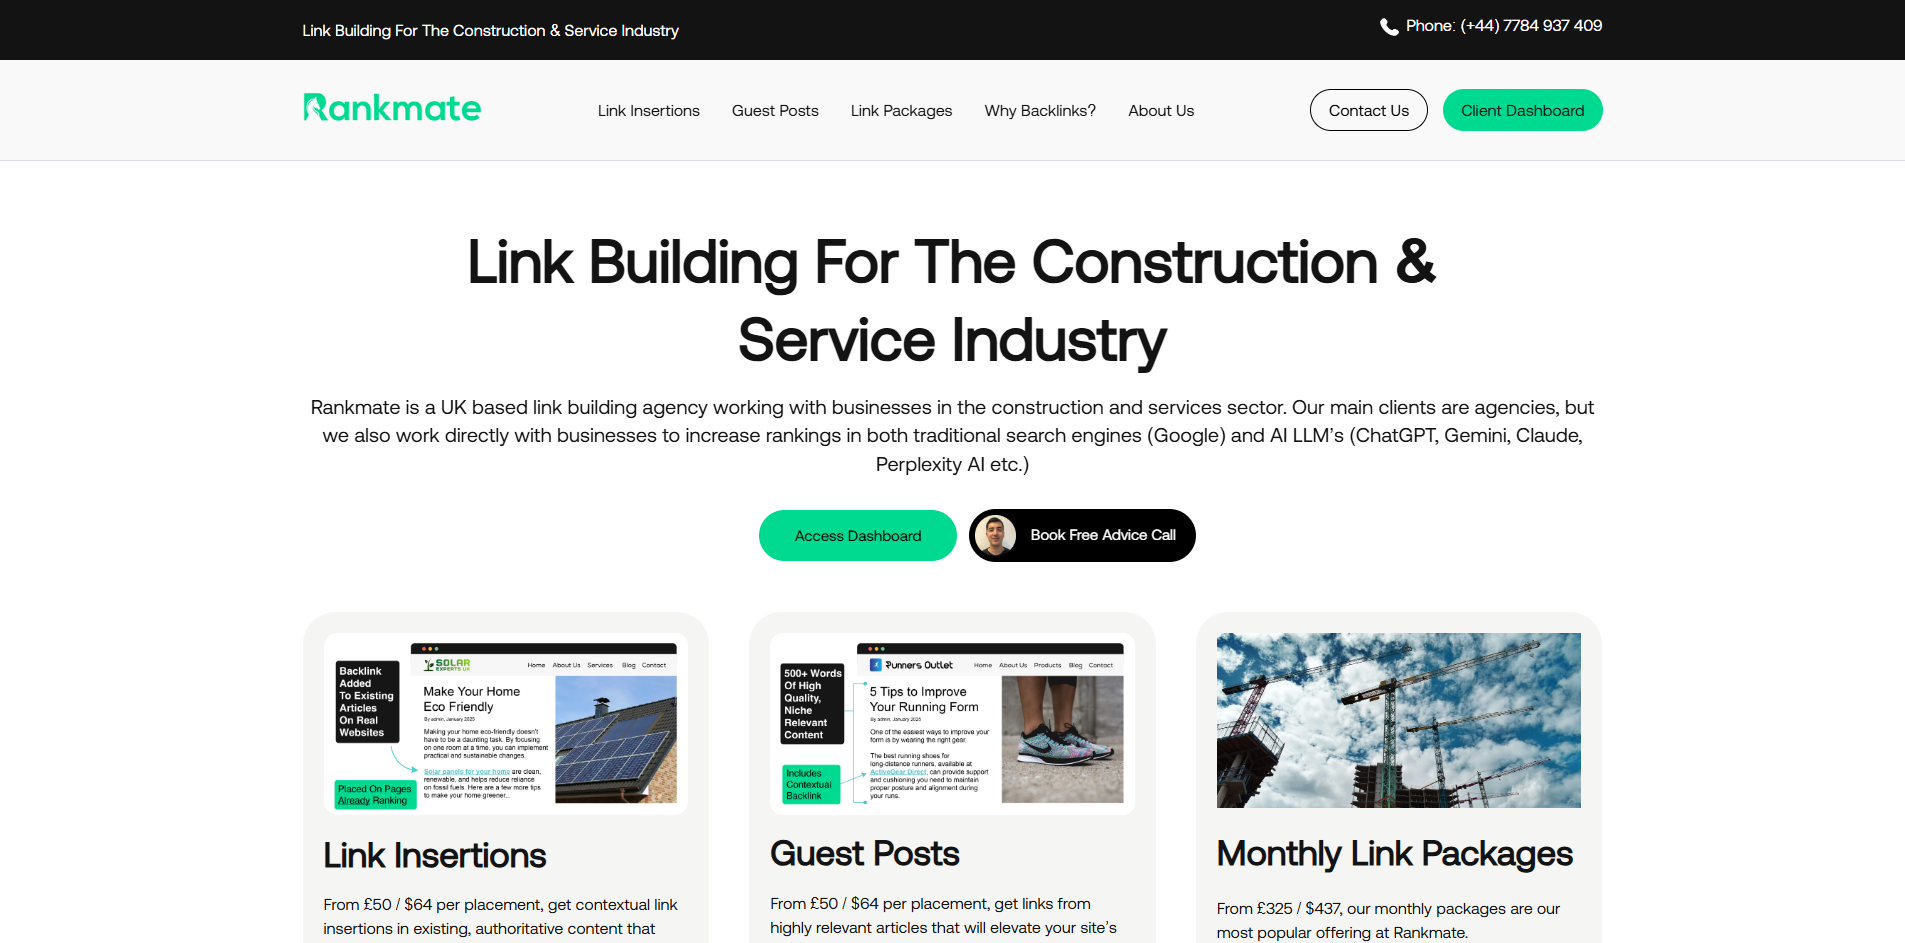 Link Building For The Construction & Service Industry
Phone: (+44) 7784 937 409
Rankmate
Link Insertions
Guest Posts
Link Packages
Why Backlinks?
About Us
Contact Us
Client Dashboard
Link Building For The Construction &
Service Industry
Rankmate is a UK based link building agency working with businesses in the construction and services sector. Our main clients are agencies, but
we also work directly with businesses to increase rankings in both traditional search engines (Google) and AI LLM's (ChatGPT, Gemini, Claude,
Perplexity AI etc.)
Access Dashboard
Book Free Advice Call
Backlink
Added
To Existing
Articles
On Real
Websites
Placed On Pages
Already Ranking
SOLAR
EXPERTS UK
Home About Us Services Blog Contact
Make Your Home
Eco Friendly
By admin, January 2025
Making your home eco-friendly doesn't
have to be a daunting task. By focusing
on one room at a time, you can implement
practical and sustainable changes.
Solar panels for your home are clean,
renewable, and helps reduce reliance
on fossil fuels. Here are a few more tips
to make your home greener...
Link Insertions
From £50 / $64 per placement, get contextual link
insertions in existing, authoritative content that
500+ Words
Of High
Quality,
Niche
Relevant
Content
Includes
Contextual
Backlink
Runners Outlet
Home About Us Products Blog Contact
5 Tips to Improve
Your Running Form
By admin, January 2025
One of the easiest ways to improve your
form is by wearing the right gear.
The best running shoes for
long-distance runners, available at
ActiveGear Direct, can provide support
and cushioning you need to maintain
proper posture and alignment during
your runs.
Guest Posts
From £50 / $64 per placement, get links from
highly relevant articles that will elevate your site's
Monthly Link Packages
From £325 / $437, our monthly packages are our
most popular offering at Rankmate.